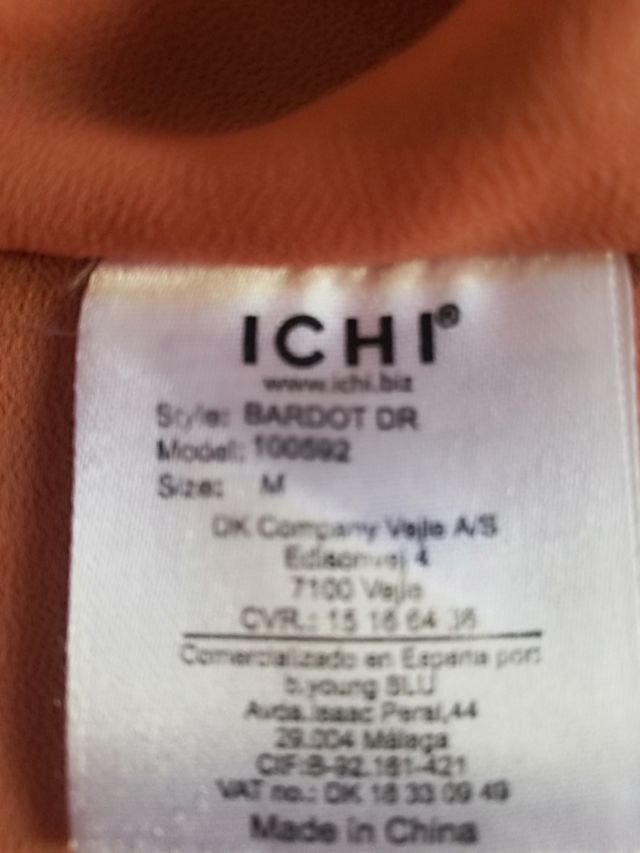 ICHI®
www.ichi.biz
Style: BARDOT DR
Model: 100592
Size: M
DK Company Vejle A/S
Edisonvej 4
7100 Vejle
CVR.: 15 16 64 36
Comercializado en España por:
b.young SLU
Avda.Isaac Peral,44
29.004 Málaga
CIF:B-92.161-421
VAT no.: DK 16 33 09 49
Made in China